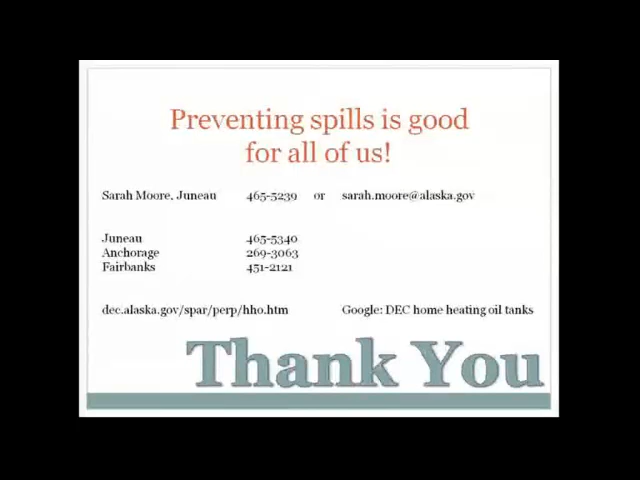 Preventing spills is good
for all of us!
Sarah Moore, Juneau 465-5239 or sarah.moore@alaska.gov
Juneau 465-5340
Anchorage 269-3063
Fairbanks 451-2121
dec.alaska.gov/spar/perp/hho.htm Google: DEC home heating oil tanks
Thank You